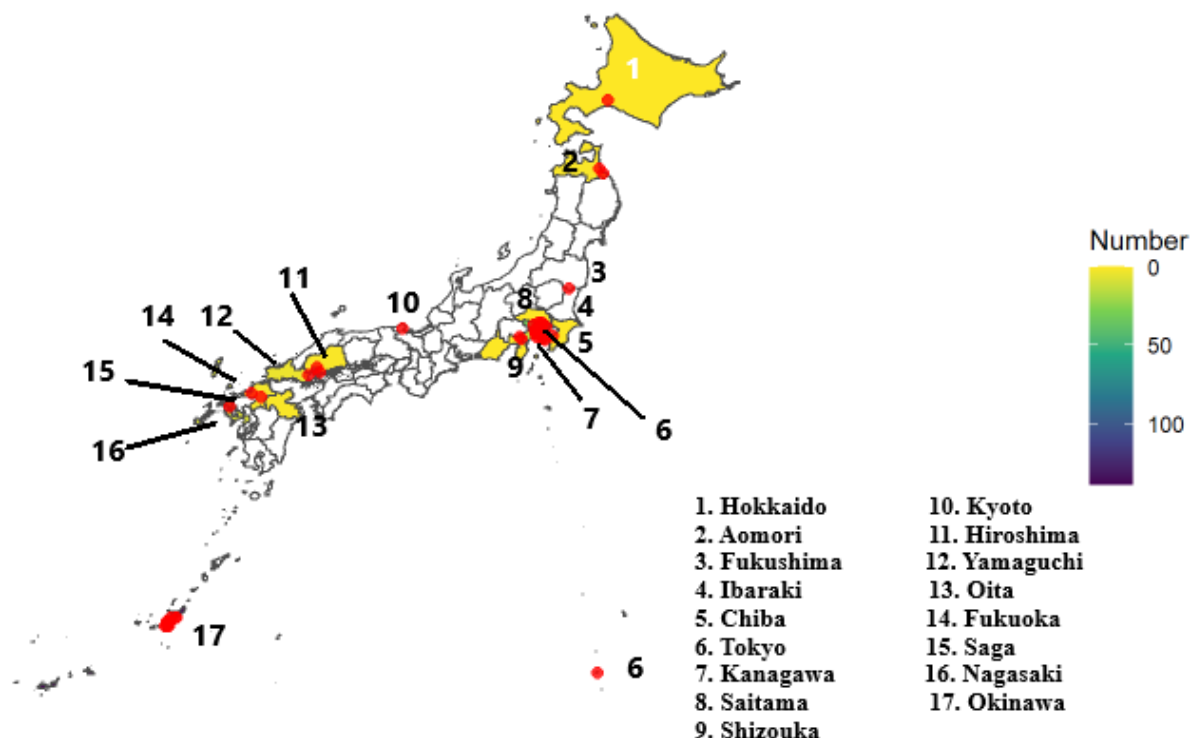 1
2
3
11
10
8
4
14
12
5
15
9
13
7
6
16
17
6
Number
0
50
100
1. Hokkaido
2. Aomori
3. Fukushima
4. Ibaraki
5. Chiba
6. Tokyo
7. Kanagawa
8. Saitama
9. Shizouka
10. Kyoto
11. Hiroshima
12. Yamaguchi
13. Oita
14. Fukuoka
15. Saga
16. Nagasaki
17. Okinawa